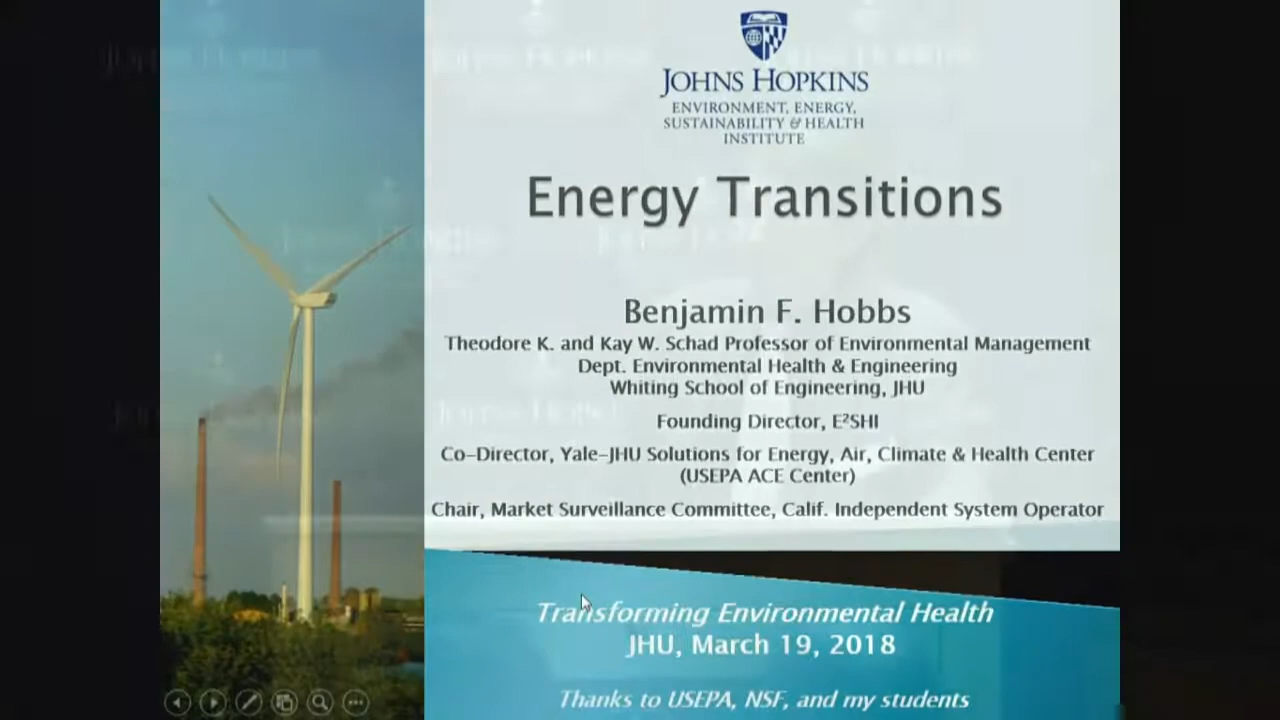 JOHNS HOPKINS
ENVIRONMENT, ENERGY,
SUSTAINABILITY & HEALTH
INSTITUTE
Energy Transitions
Benjamin F. Hobbs
Theodore K. and Kay W. Schad Professor of Environmental Management
Dept. Environmental Health & Engineering
Whiting School of Engineering, JHU
Founding Director, E²SHI
Co-Director, Yale-JHU Solutions for Energy, Air, Climate & Health Center
(USEPA ACE Center)
Chair, Market Surveillance Committee, Calif. Independent System Operator
Transforming Environmental Health
JHU, March 19, 2018
Thanks to USEPA, NSF, and my students